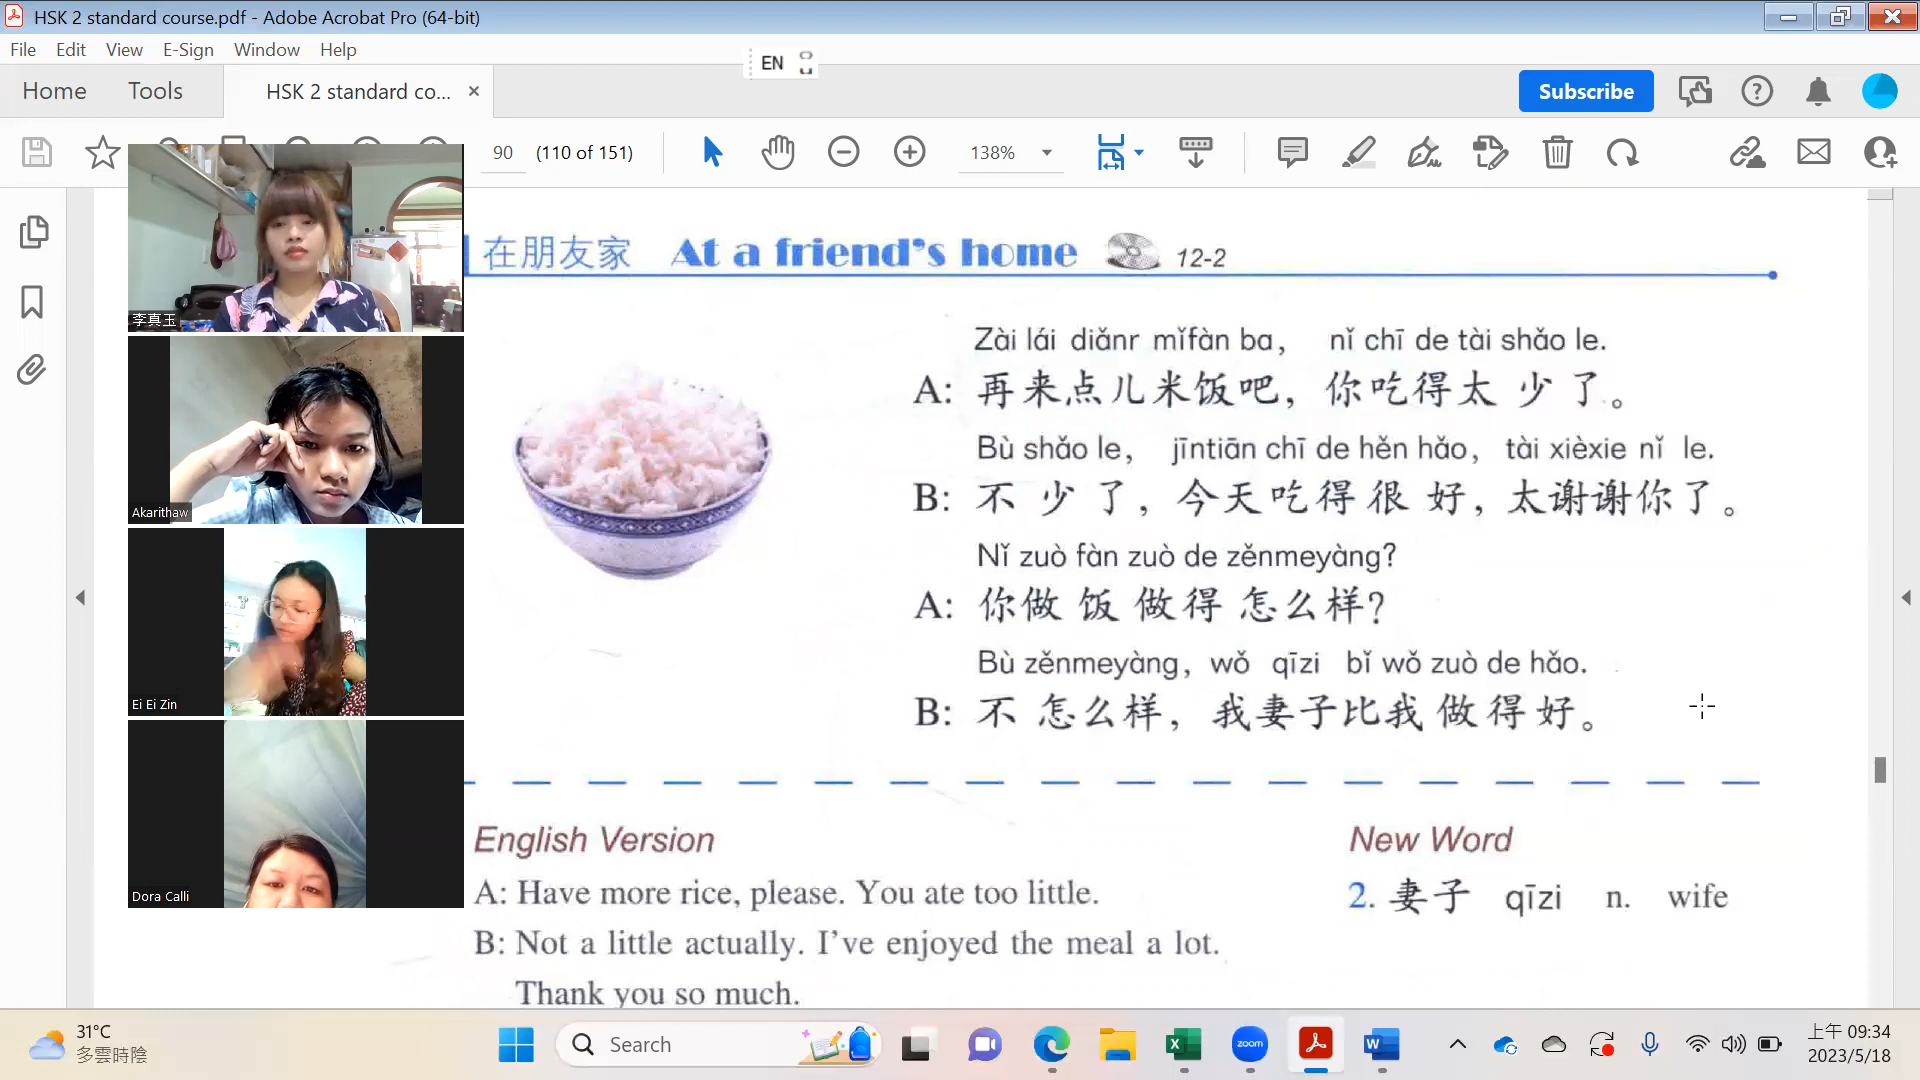 HSK 2 standard course.pdf - Adobe Acrobat Pro (64-bit)
File Edit View E-Sign Window Help
EN
Home Tools HSK 2 standard co... Subscribe
90 (110 of 151) 138%
在朋友家 At a friend's home 12-2
Zài lái diǎnr mǐfàn ba, nǐ chī de tài shǎo le.
A: 再来点儿米饭吧，你吃得太少了。
Bù shǎo le, jīntiān chī de hěn hǎo, tài xièxie nǐ le.
B: 不少了，今天吃得很好，太谢谢你了。
Nǐ zuò fàn zuò de zěnmeyàng?
A: 你做饭做得怎么样？
Bù zěnmeyàng, wǒ qīzi bǐ wǒ zuò de hǎo.
B: 不怎么样，我妻子比我做得好。
李真玉
Akarithaw
Ei Ei Zin
Dora Calli
English Version
A: Have more rice, please. You ate too little.
B: Not a little actually. I've enjoyed the meal a lot.
Thank you so much.
New Word
2. 妻子 qīzi n. wife
31°C
多雲時陰
Search
zoom
上午 09:34
2023/5/18